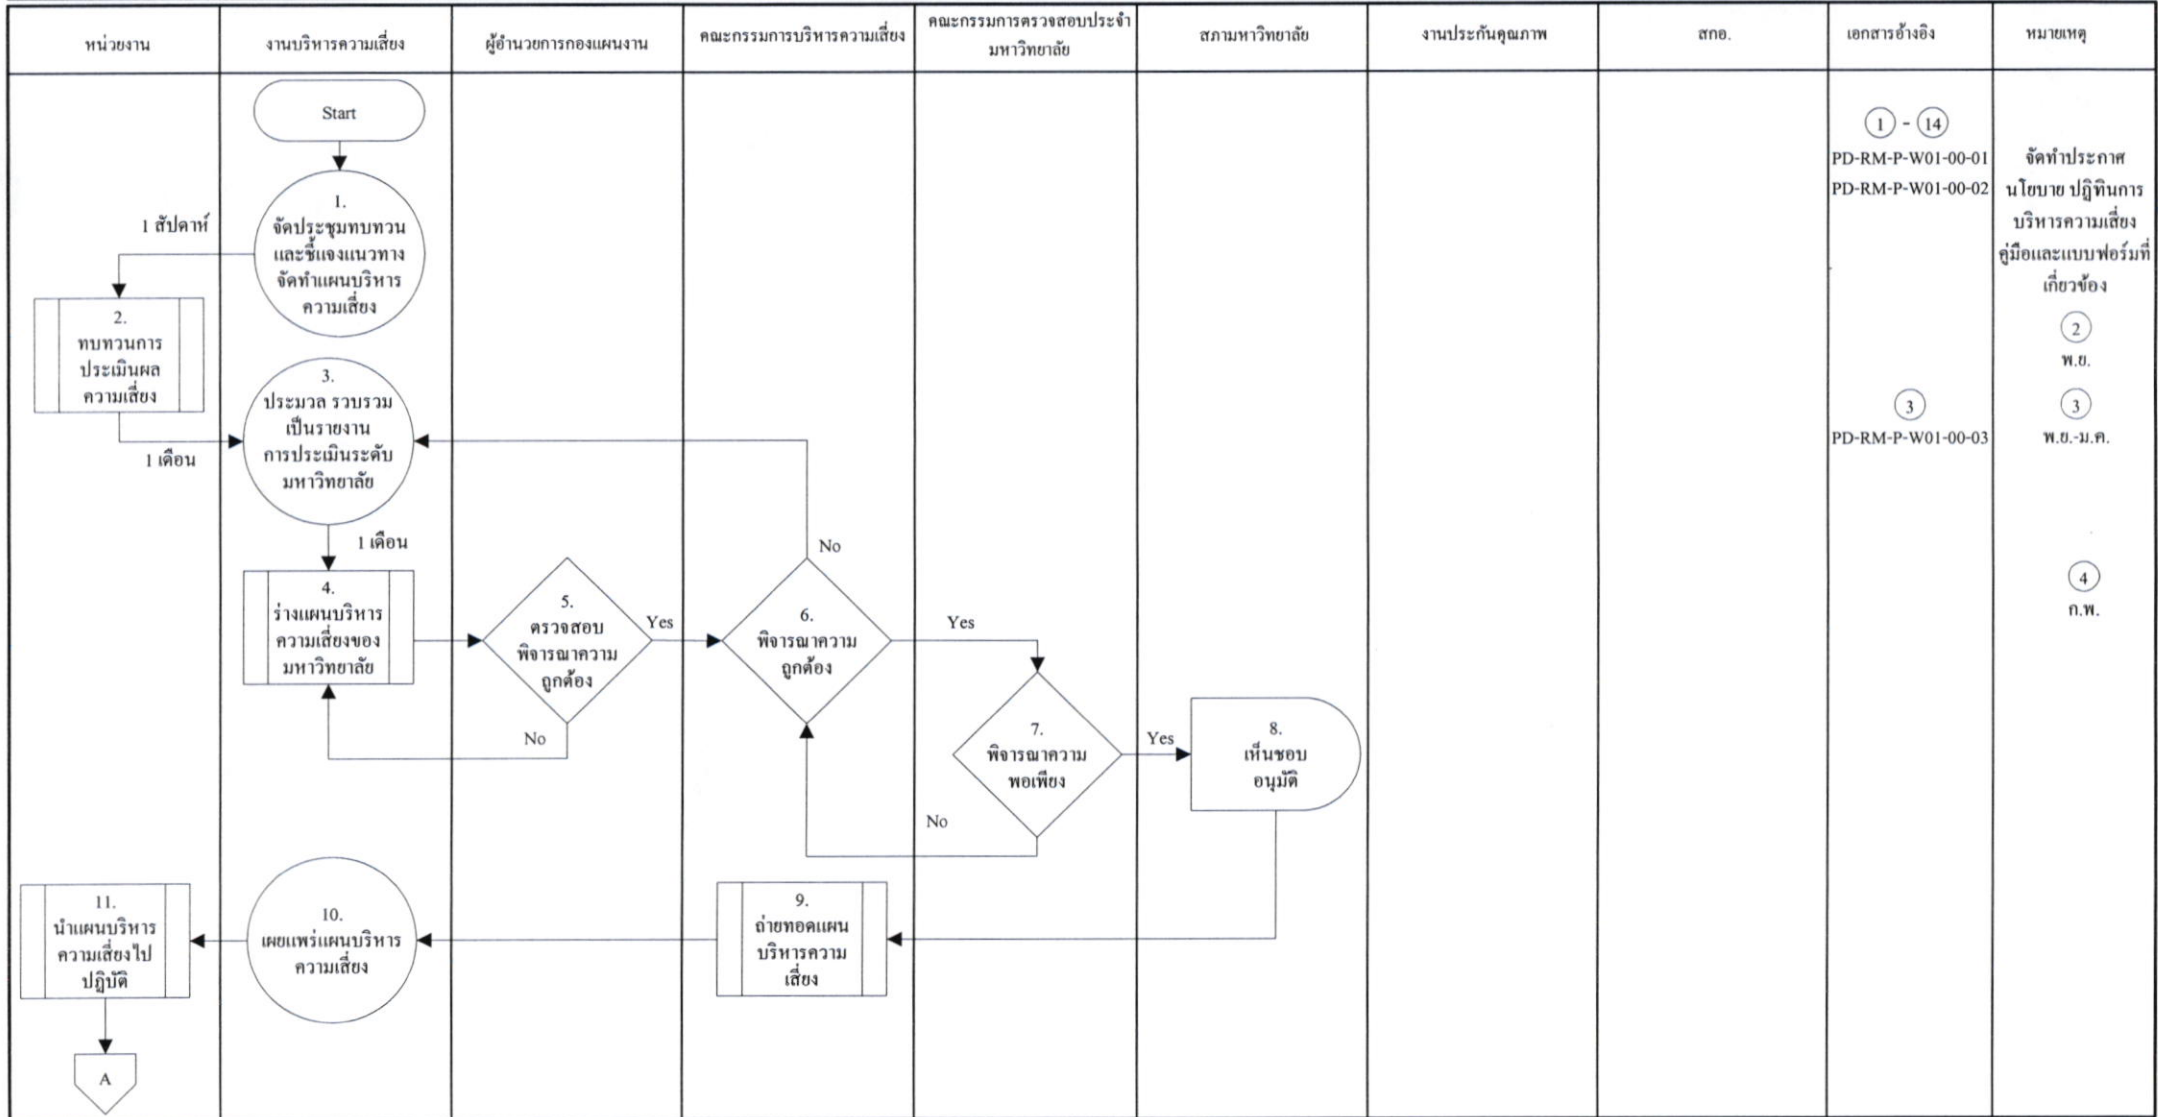 หน่วยงาน
งานบริหารความเสี่ยง
ผู้อำนวยการกองแผนงาน
คณะกรรมการบริหารความเสี่ยง
คณะกรรมการตรวจสอบประจำ
มหาวิทยาลัย
สภามหาวิทยาลัย
งานประกันคุณภาพ
สกอ.
เอกสารอ้างอิง
หมายเหตุ
Start
1.
จัดประชุมทบทวน
และชี้แจงแนวทาง
จัดทำแผนบริหาร
ความเสี่ยง
1 สัปดาห์
2.
ทบทวนการ
ประเมินผล
ความเสี่ยง
1 เดือน
3.
ประมวล รวบรวม
เป็นรายงาน
การประเมินระดับ
มหาวิทยาลัย
1 เดือน
4.
ร่างแผนบริหาร
ความเสี่ยงของ
มหาวิทยาลัย
5.
ตรวจสอบ
พิจารณาความ
ถูกต้อง
Yes
No
6.
พิจารณาความ
ถูกต้อง
No
Yes
7.
พิจารณาความ
พอเพียง
Yes
No
8.
เห็นชอบ
อนุมัติ
9.
ถ่ายทอดแผน
บริหารความ
เสี่ยง
10.
เผยแพร่แผนบริหาร
ความเสี่ยง
11.
นำแผนบริหาร
ความเสี่ยงไป
ปฏิบัติ
A
1 - 14
PD-RM-P-W01-00-01
PD-RM-P-W01-00-02
3
PD-RM-P-W01-00-03
จัดทำประกาศ
นโยบาย ปฏิทินการ
บริหารความเสี่ยง
คู่มือและแบบฟอร์มที่
เกี่ยวข้อง
2
พ.ย.
3
พ.ย.-ม.ค.
4
ก.พ.